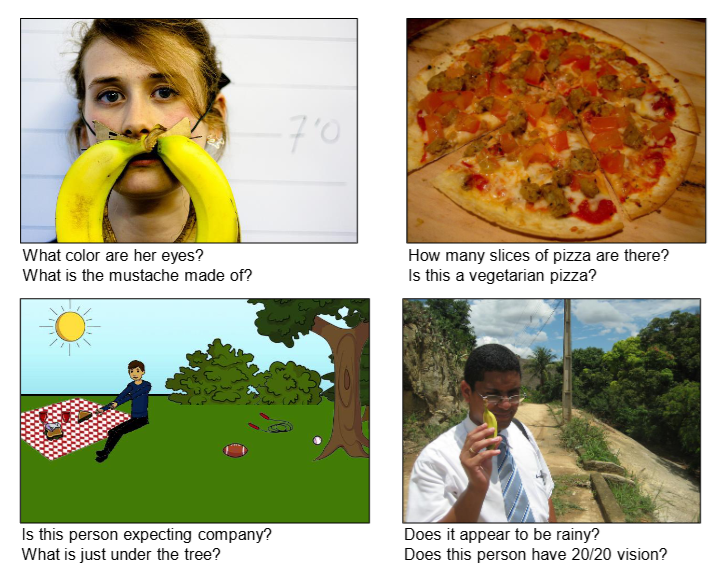 7'0
What color are her eyes?
What is the mustache made of?
How many slices of pizza are there?
Is this a vegetarian pizza?
Is this person expecting company?
What is just under the tree?
Does it appear to be rainy?
Does this person have 20/20 vision?